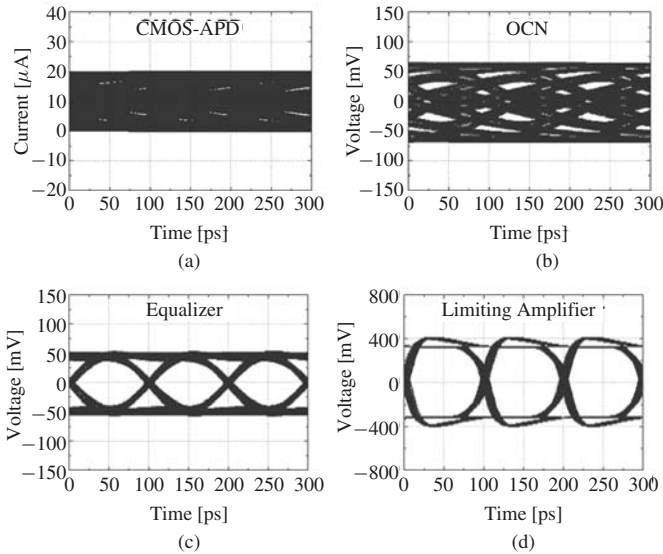 CMOS-APD
Current [μA]
40
30
20
10
0
−10
−20
0 50 100 150 200 250 300
Time [ps]
(a)
OCN
Voltage [mV]
150
100
50
0
−50
−100
−150
0 50 100 150 200 250 300
Time [ps]
(b)
Equalizer
Voltage [mV]
150
100
50
0
−50
−100
−150
0 50 100 150 200 250 300
Time [ps]
(c)
Limiting Amplifier
Voltage [mV]
800
400
0
−400
−800
0 50 100 150 200 250 300
Time [ps]
(d)